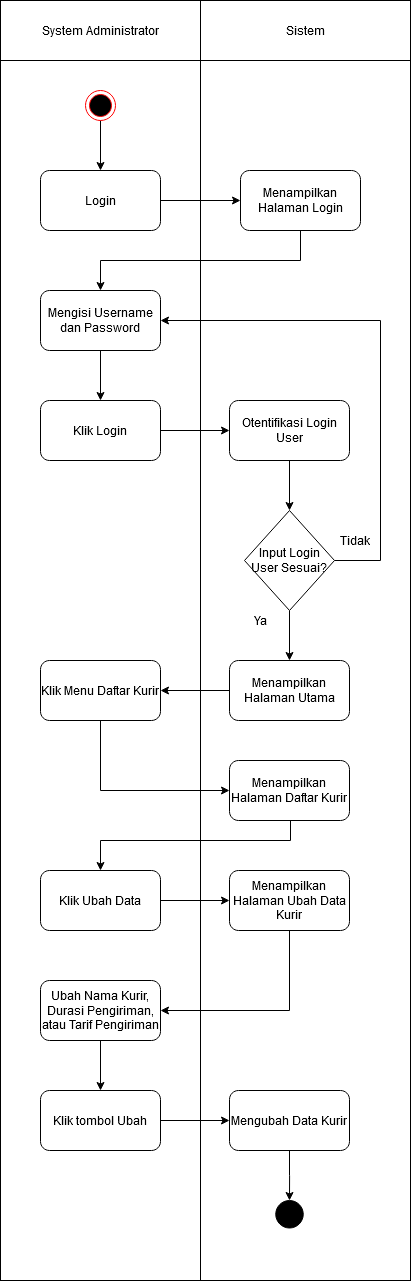 System Administrator
Sistem
Login
Menampilkan
Halaman Login
Mengisi Username
dan Password
Klik Login
Otentifikasi Login
User
Input Login
User Sesuai?
Tidak
Ya
Menampilkan
Halaman Utama
Klik Menu Daftar Kurir
Menampilkan
Halaman Daftar Kurir
Klik Ubah Data
Menampilkan
Halaman Ubah Data
Kurir
Ubah Nama Kurir,
Durasi Pengiriman,
atau Tarif Pengiriman
Klik tombol Ubah
Mengubah Data Kurir